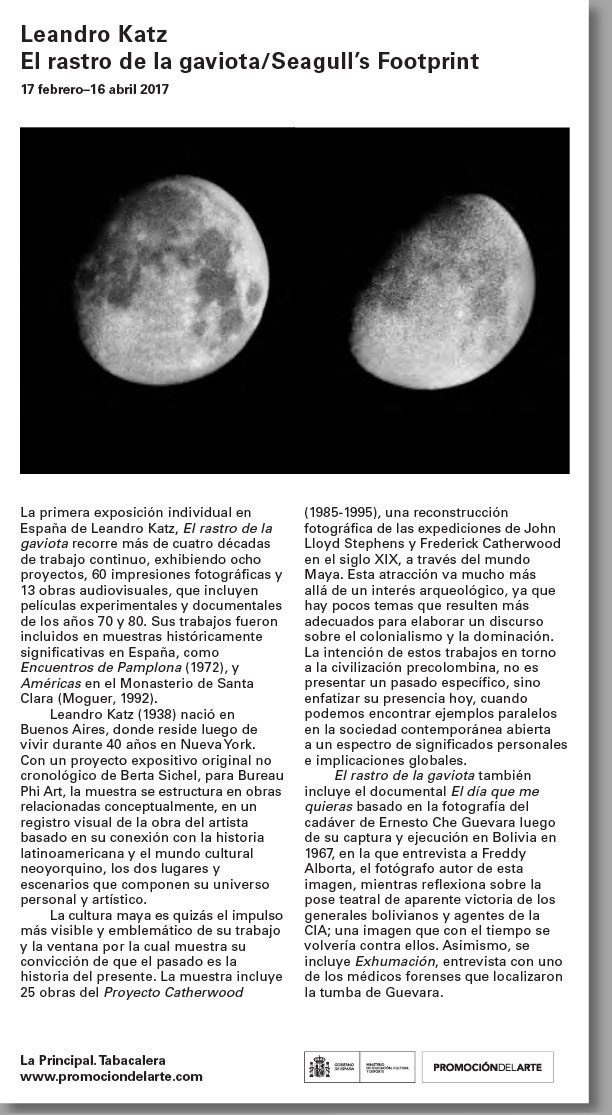 Leandro Katz
El rastro de la gaviota/Seagull's Footprint
17 febrero–16 abril 2017
La primera exposición individual en
España de Leandro Katz, El rastro de la
gaviota recorre más de cuatro décadas
de trabajo continuo, exhibiendo ocho
proyectos, 60 impresiones fotográficas y
13 obras audiovisuales, que incluyen
películas experimentales y documentales
de los años 70 y 80. Sus trabajos fueron
incluidos en muestras históricamente
significativas en España, como
Encuentros de Pamplona (1972), y
Américas en el Monasterio de Santa
Clara (Moguer, 1992).
Leandro Katz (1938) nació en
Buenos Aires, donde reside luego de
vivir durante 40 años en Nueva York.
Con un proyecto expositivo original no
cronológico de Berta Sichel, para Bureau
Phi Art, la muestra se estructura en obras
relacionadas conceptualmente, en un
registro visual de la obra del artista
basado en su conexión con la historia
latinoamericana y el mundo cultural
neoyorquino, los dos lugares y
escenarios que componen su universo
personal y artístico.
La cultura maya es quizás el impulso
más visible y emblemático de su trabajo
y la ventana por la cual muestra su
convicción de que el pasado es la
historia del presente. La muestra incluye
25 obras del Proyecto Catherwood
(1985-1995), una reconstrucción
fotográfica de las expediciones de John
Lloyd Stephens y Frederick Catherwood
en el siglo XIX, a través del mundo
Maya. Esta atracción va mucho más
allá de un interés arqueológico, ya que
hay pocos temas que resulten más
adecuados para elaborar un discurso
sobre el colonialismo y la dominación.
La intención de estos trabajos en torno
a la civilización precolombina, no es
presentar un pasado específico, sino
enfatizar su presencia hoy, cuando
podemos encontrar ejemplos paralelos
en la sociedad contemporánea abierta
a un espectro de significados personales
e implicaciones globales.
El rastro de la gaviota también
incluye el documental El día que me
quieras basado en la fotografía del
cadáver de Ernesto Che Guevara luego
de su captura y ejecución en Bolivia en
1967, en la que entrevista a Freddy
Alborta, el fotógrafo autor de esta
imagen, mientras reflexiona sobre la
pose teatral de aparente victoria de los
generales bolivianos y agentes de la
CIA; una imagen que con el tiempo se
volvería contra ellos. Asimismo, se
incluye Exhumación, entrevista con uno
de los médicos forenses que localizaron
la tumba de Guevara.
La Principal. Tabacalera
www.promociondelarte.com
GOBIERNO
DE ESPAÑA
MINISTERIO
DE EDUCACIÓN, CULTURA
Y DEPORTE
PROMOCIÓNDELARTE